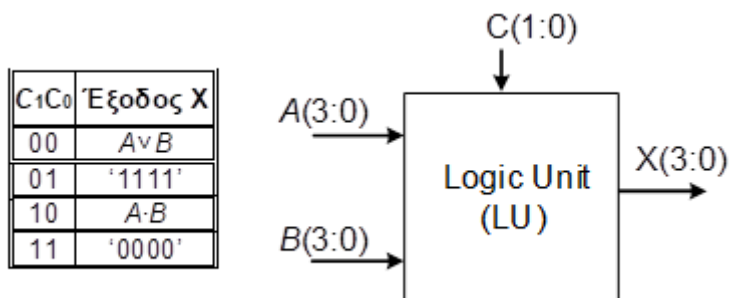 C₁C₀ Έξοδος X
00 A∨B
01 '1111'
10 A·B
11 '0000'
C(1:0)
A(3:0)
B(3:0)
Logic Unit
(LU)
X(3:0)